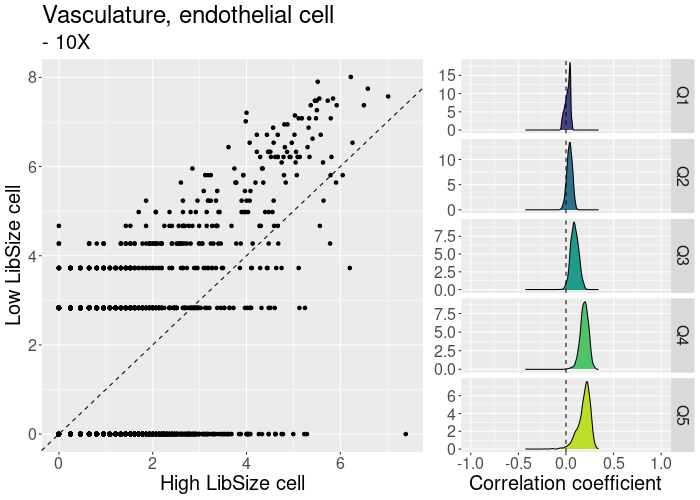 Vasculature, endothelial cell
- 10X
Low LibSize cell
8
6
4
2
0
0 2 4 6
High LibSize cell
15
10
5
0
Q1
10
5
0
Q2
7.5
5.0
2.5
0.0
Q3
7.5
5.0
2.5
0.0
Q4
6
4
2
0
Q5
-1.0 -0.5 0.0 0.5 1.0
Correlation coefficient